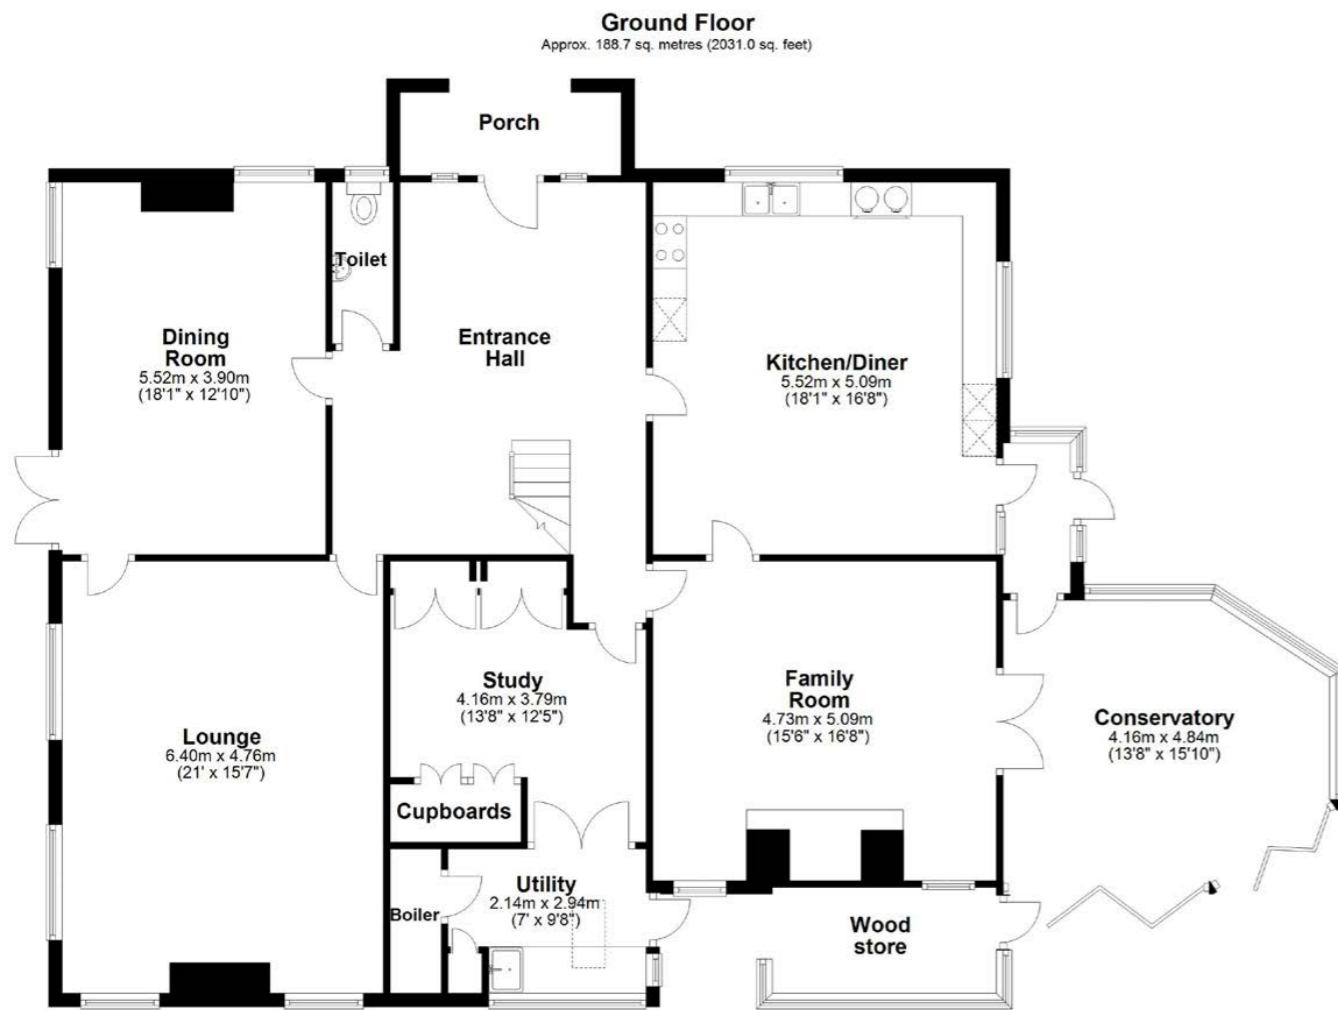 Ground Floor
Approx. 188.7 sq. metres (2031.0 sq. feet)
Porch
Toilet
Dining
Room
5.52m x 3.90m
(18'1" x 12'10")
Entrance
Hall
Kitchen/Diner
5.52m x 5.09m
(18'1" x 16'8")
Study
4.16m x 3.79m
(13'8" x 12'5")
Family
Room
4.73m x 5.09m
(15'6" x 16'8")
Conservatory
4.16m x 4.84m
(13'8" x 15'10")
Lounge
6.40m x 4.76m
(21' x 15'7")
Cupboards
Utility
2.14m x 2.94m
(7' x 9'8")
Boiler
Wood
store